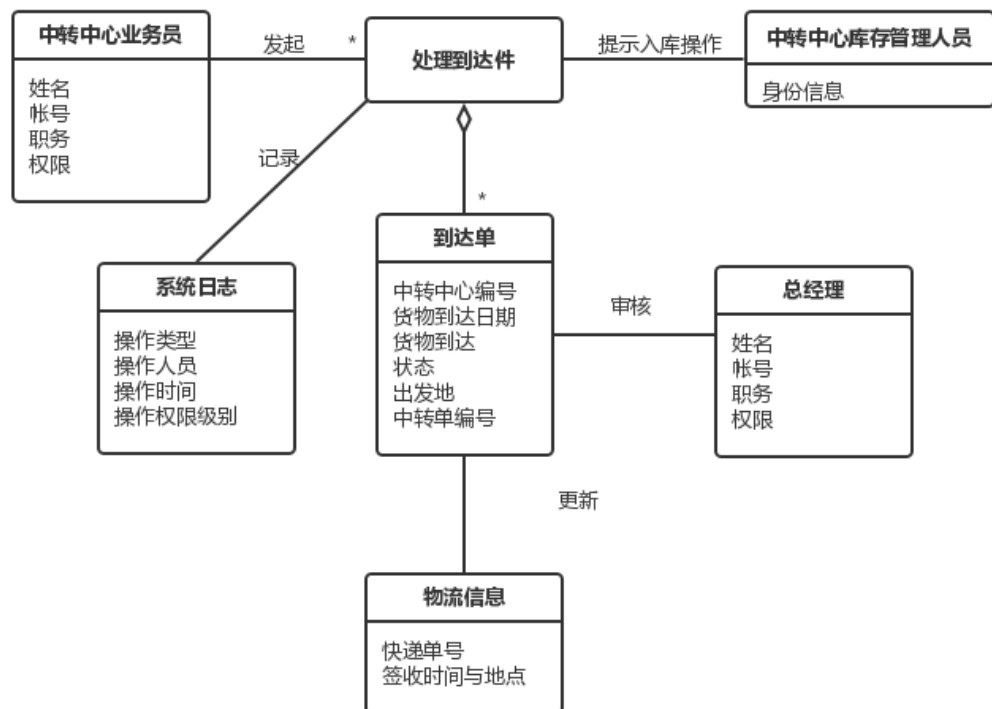 中转中心业务员
姓名
帐号
职务
权限
发起
*
处理到达件
提示入库操作
中转中心库存管理人员
身份信息
记录
*
系统日志
操作类型
操作人员
操作时间
操作权限级别
到达单
中转中心编号
货物到达日期
货物到达
状态
出发地
中转单编号
审核
总经理
姓名
帐号
职务
权限
更新
物流信息
快递单号
签收时间与地点